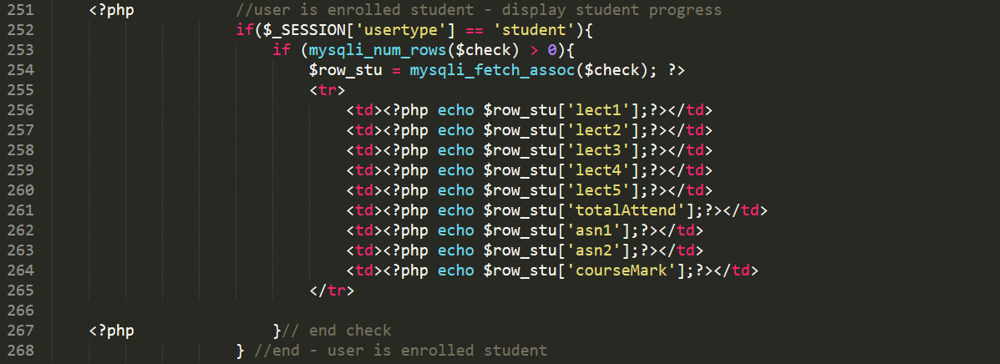 251 <?php //user is enrolled student - display student progress
252 if($_SESSION['usertype'] == 'student'){
253 if (mysqli_num_rows($check) > 0){
254 $row_stu = mysqli_fetch_assoc($check); ?>
255 <tr>
256 <td><?php echo $row_stu['lect1'];?></td>
257 <td><?php echo $row_stu['lect2'];?></td>
258 <td><?php echo $row_stu['lect3'];?></td>
259 <td><?php echo $row_stu['lect4'];?></td>
260 <td><?php echo $row_stu['lect5'];?></td>
261 <td><?php echo $row_stu['totalAttend'];?></td>
262 <td><?php echo $row_stu['asn1'];?></td>
263 <td><?php echo $row_stu['asn2'];?></td>
264 <td><?php echo $row_stu['courseMark'];?></td>
265 </tr>
266
267 <?php }// end check
268 } //end - user is enrolled student